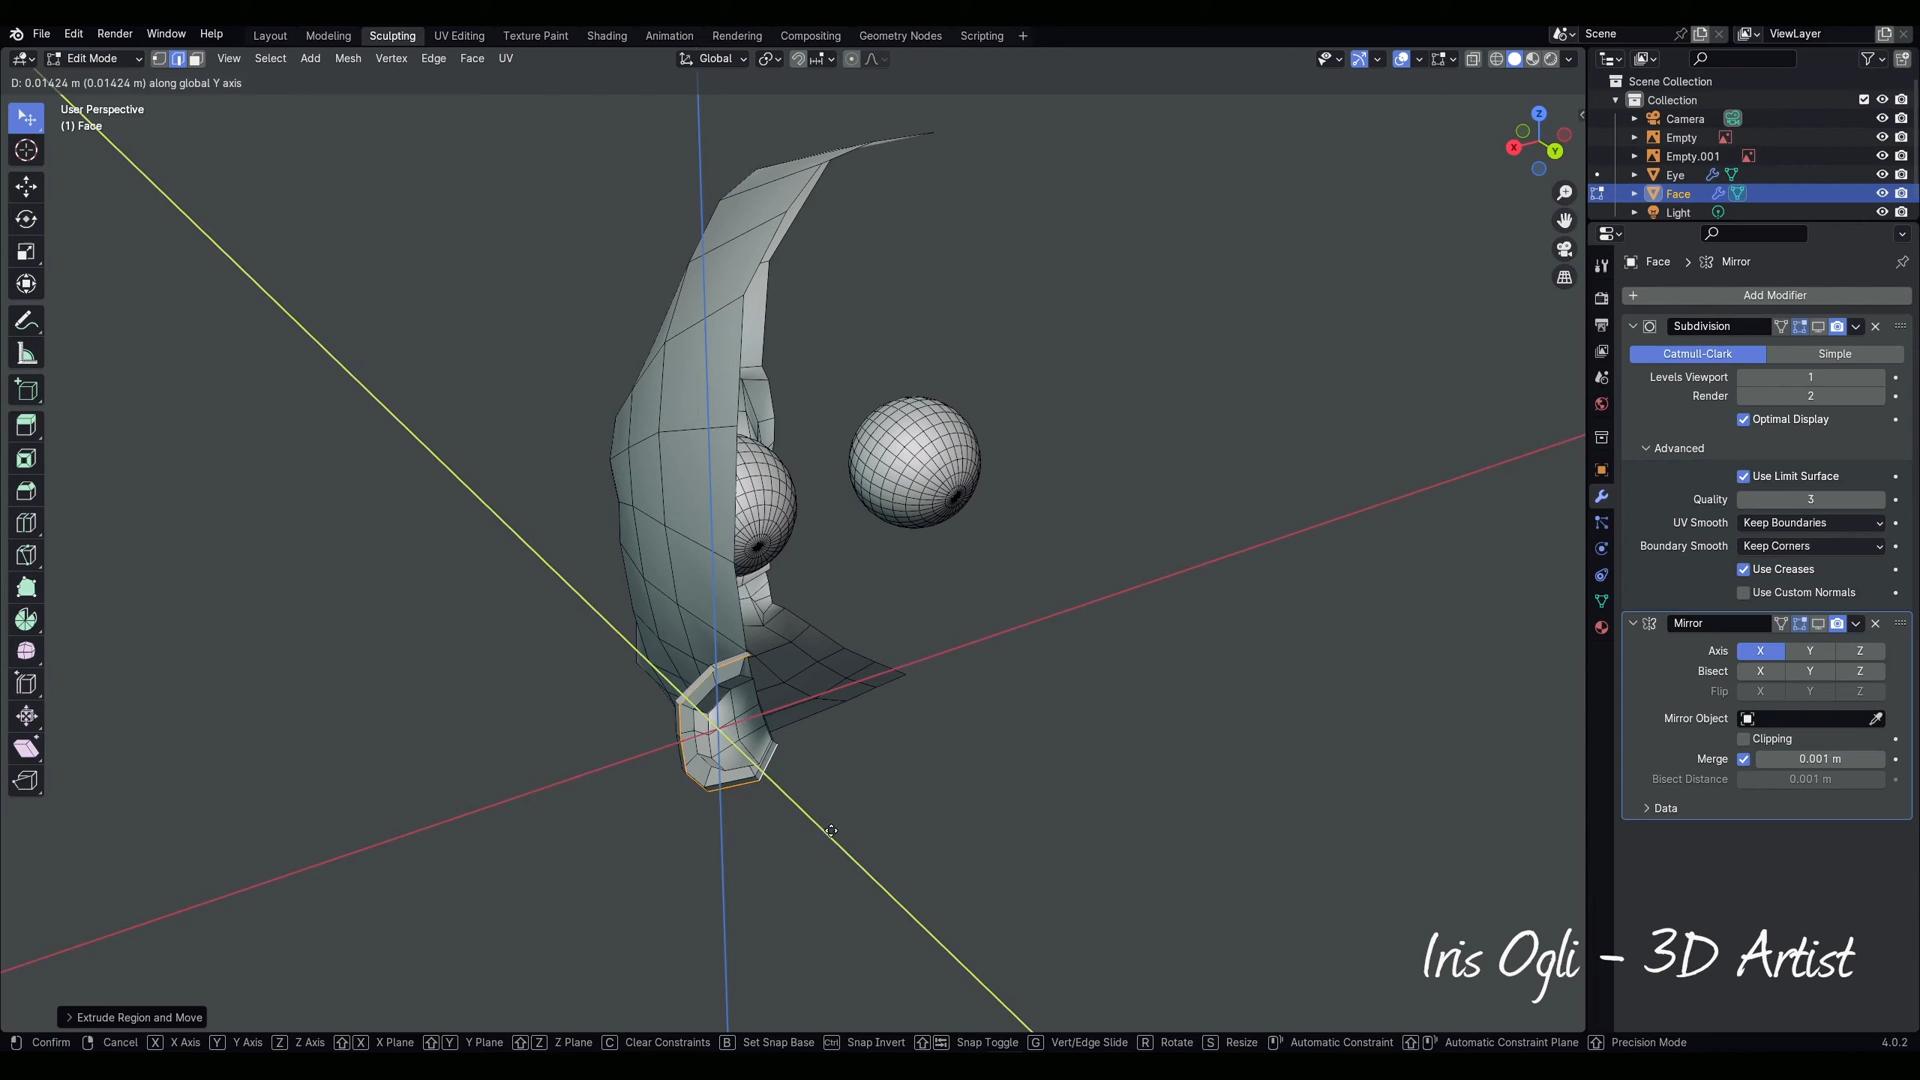 File Edit Render Window Help Layout Modeling Sculpting UV Editing Texture Paint Shading Animation Rendering Compositing Geometry Nodes Scripting + Scene ViewLayer
Edit Mode View Select Add Mesh Vertex Edge Face UV Global
D: 0.01424 m (0.01424 m) along global Y axis
User Perspective
(1) Face
Z
X
Y
Scene Collection
Collection
Camera
Empty
Empty.001
Eye
Face
Light
Face > Mirror
+ Add Modifier
Subdivision
Catmull-Clark Simple
Levels Viewport 1
Render 2
Optimal Display
Advanced
Use Limit Surface
Quality 3
UV Smooth Keep Boundaries
Boundary Smooth Keep Corners
Use Creases
Use Custom Normals
Mirror
Axis X Y Z
Bisect X Y Z
Flip X Y Z
Mirror Object
Clipping
Merge 0.001 m
Bisect Distance 0.001 m
Data
Iris Ogli - 3D Artist
Extrude Region and Move
Confirm Cancel X X Axis Y Y Axis Z Z Axis X X Plane Y Y Plane Z Z Plane C Clear Constraints B Set Snap Base Ctrl Snap Invert Snap Toggle G Vert/Edge Slide R Rotate S Resize Automatic Constraint Automatic Constraint Plane Precision Mode 4.0.2